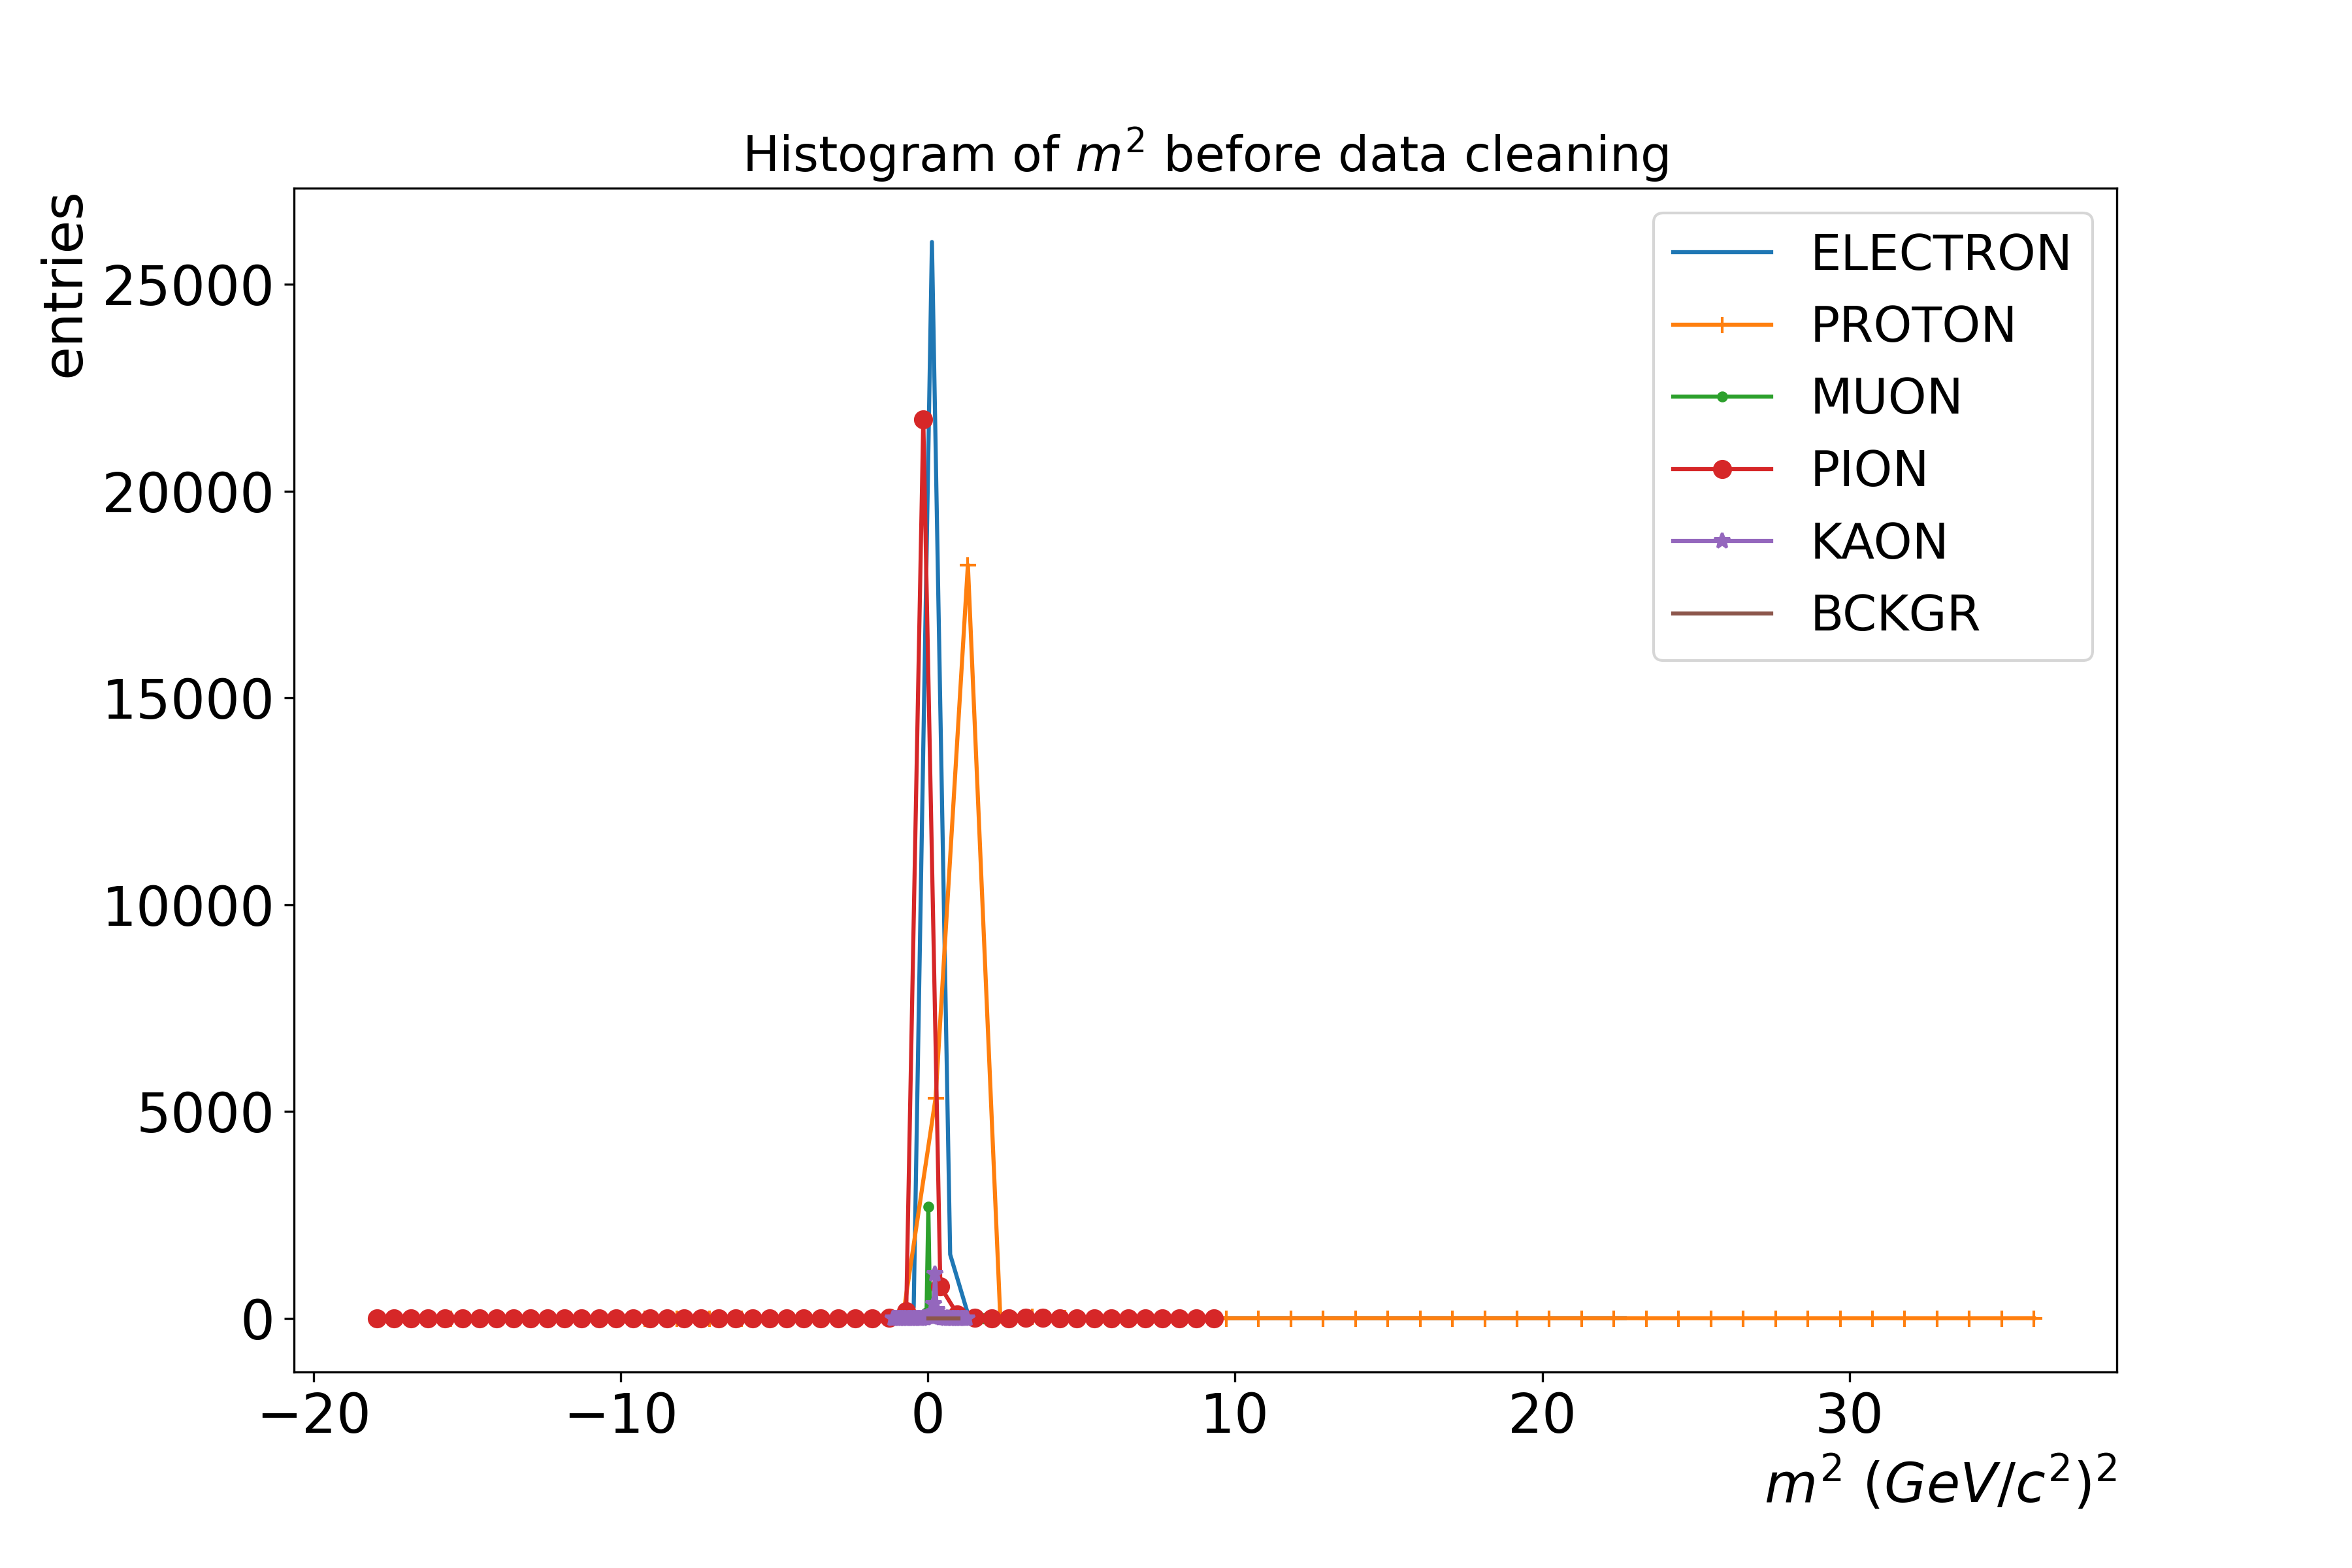 Histogram of m² before data cleaning
entries
25000
20000
15000
10000
5000
0
−20 −10 0 10 20 30
m² (GeV/c²)²
ELECTRON
PROTON
MUON
PION
KAON
BCKGR